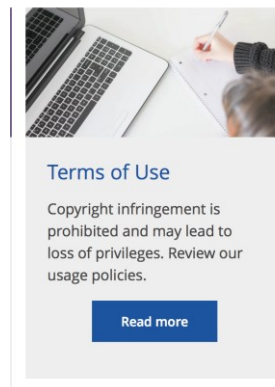 Terms of Use
Copyright infringement is
prohibited and may lead to
loss of privileges. Review our
usage policies.
Read more